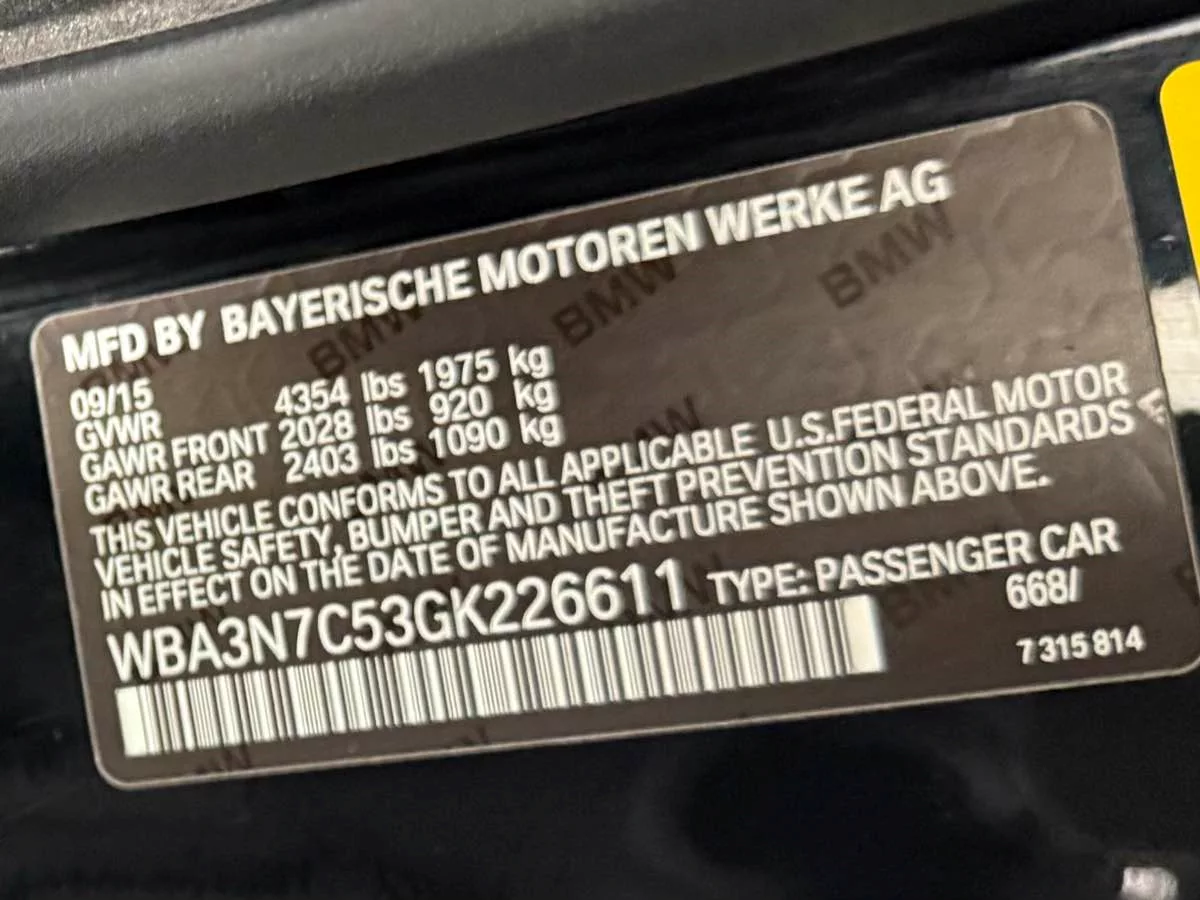 MFD BY BAYERISCHE MOTOREN WERKE AG
09/15
GVWR 4354 lbs 1975 kg
GAWR FRONT 2028 lbs 920 kg
GAWR REAR 2403 lbs 1090 kg
THIS VEHICLE CONFORMS TO ALL APPLICABLE U.S.FEDERAL MOTOR
VEHICLE SAFETY, BUMPER AND THEFT PREVENTION STANDARDS
IN EFFECT ON THE DATE OF MANUFACTURE SHOWN ABOVE.
WBA3N7C53GK226611 TYPE: PASSENGER CAR
668/
7 315 814
BMW
BMW
BMW